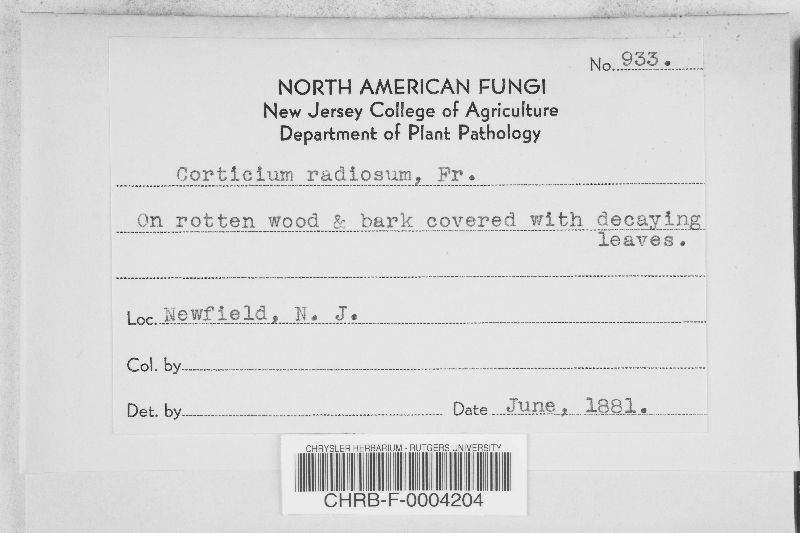 No. 933.
NORTH AMERICAN FUNGI
New Jersey College of Agriculture
Department of Plant Pathology
Corticium radiosum, Fr.
On rotten wood & bark covered with decaying
leaves.
Loc. Newfield, N. J.
Col. by
Det. by Date June, 1881.
CHRYSLER HERBARIUM - RUTGERS UNIVERSITY
CHRB-F-0004204